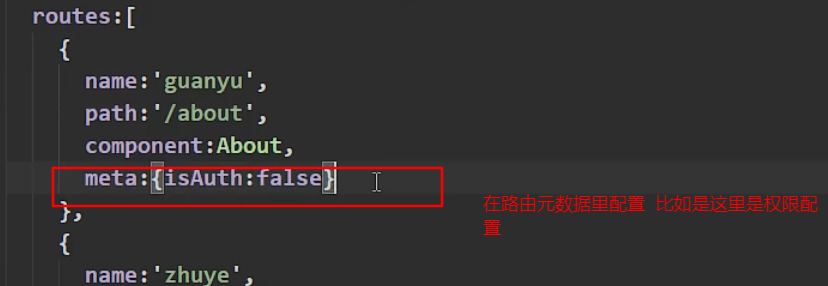 routes:[
{
name:'guanyu',
path:'/about',
component:About,
meta:{isAuth:false}
},
{
name:'zhuye',
在路由元数据里配置 比如是这里是权限配
置